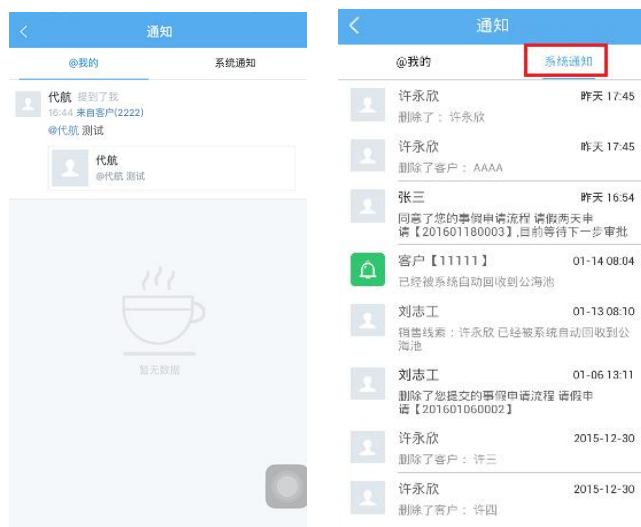 通知
@我的
系统通知
代航 提到了我
16:44 来自客户(2222)
@代航 测试
代航
@代航 测试
暂无数据
通知
@我的
系统通知
许永欣 昨天 17:45
删除了： 许永欣
许永欣 昨天 17:45
删除了客户： AAAA
张三 昨天 16:54
同意了您的事假申请流程 请假两天申
请【201601180003】,目前等待下一步审批
客户【11111】 01-14 08:04
已经被系统自动回收到公海池
刘志工 01-13 08:10
销售线索：许永欣 已经被系统自动回收到公
海池
刘志工 01-06 13:11
删除了您提交的事假申请流程 请假申
请【201601060002】
许永欣 2015-12-30
删除了客户： 许三
许永欣 2015-12-30
删除了客户： 许四